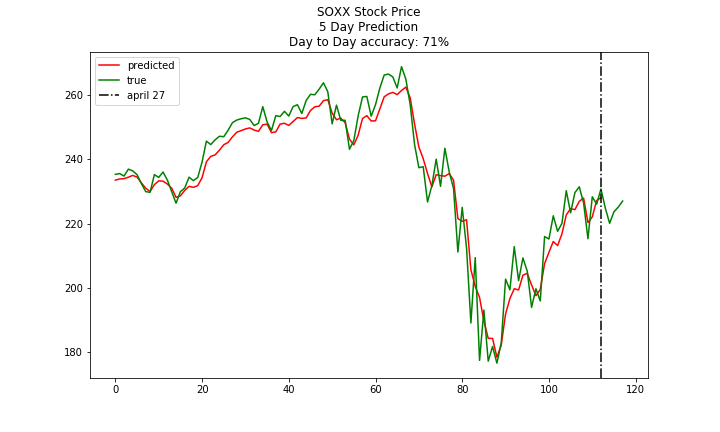 SOXX Stock Price
5 Day Prediction
Day to Day accuracy: 71%
predicted
true
april 27
260
240
220
200
180
0 20 40 60 80 100 120